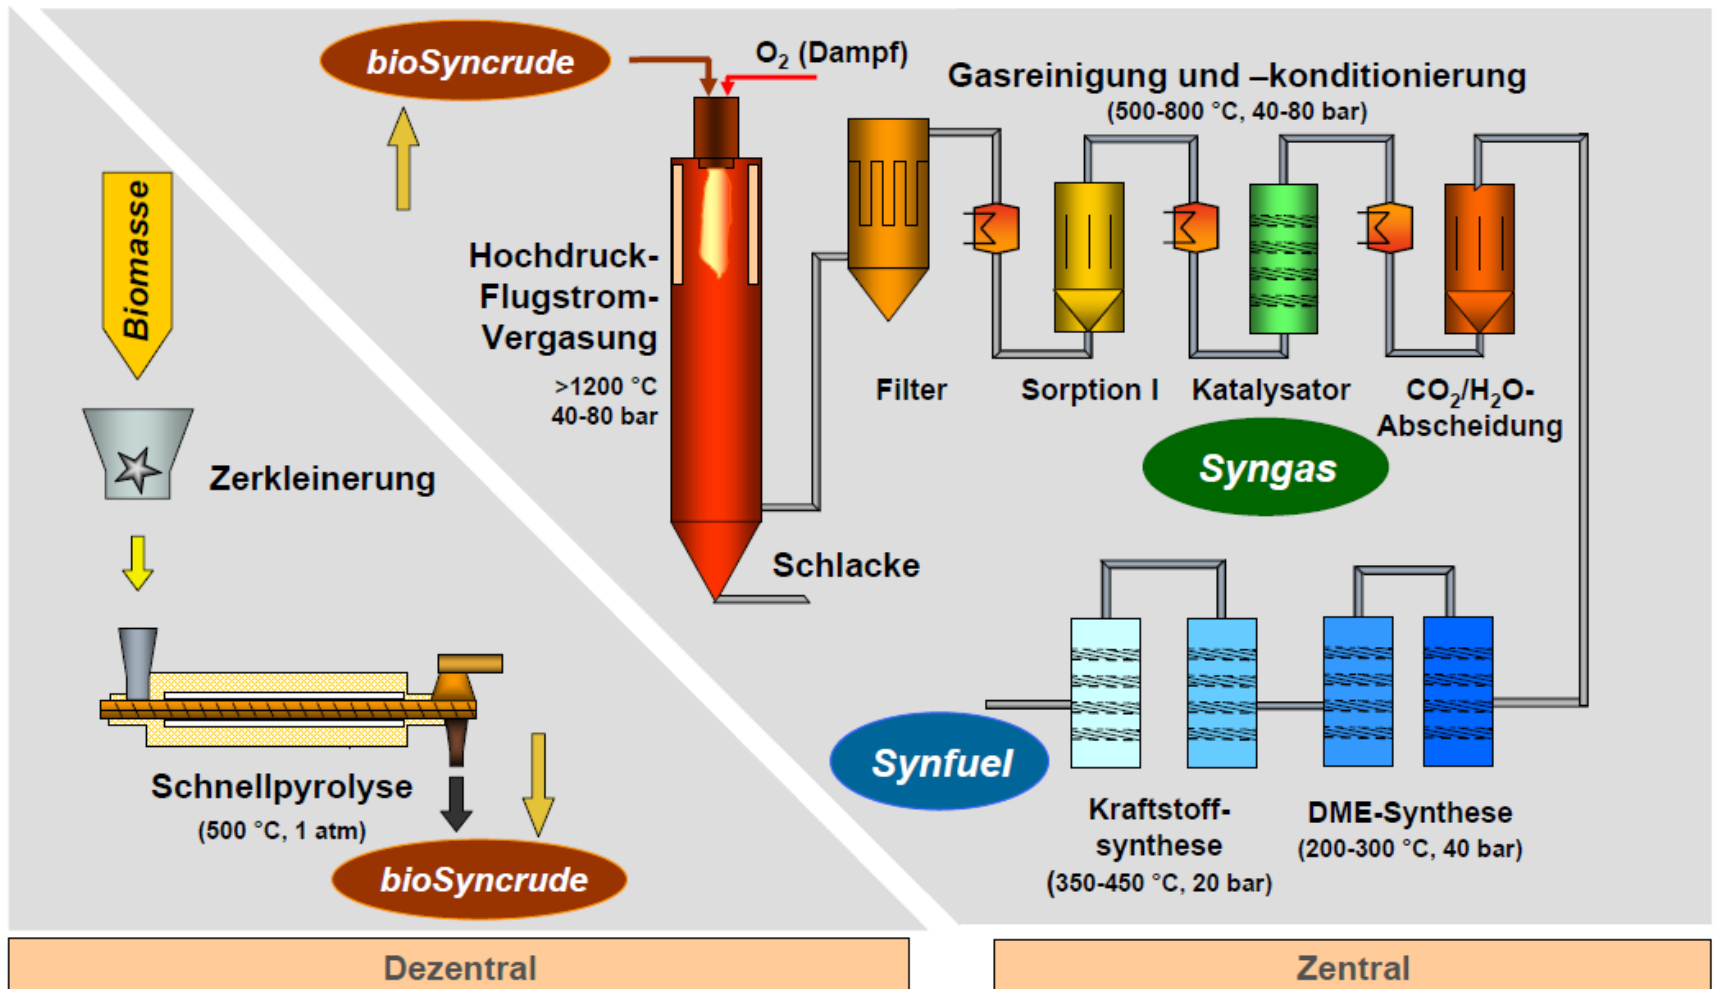 bioSyncrude
O₂ (Dampf)
Gasreinigung und –konditionierung
(500-800 °C, 40-80 bar)
Biomasse
Hochdruck-
Flugstrom-
Vergasung
>1200 °C
40-80 bar
Filter
Sorption I
Katalysator
CO₂/H₂O-
Abscheidung
Syngas
Zerkleinerung
Schlacke
Schnellpyrolyse
(500 °C, 1 atm)
bioSyncrude
Synfuel
Kraftstoff-
synthese
(350-450 °C, 20 bar)
DME-Synthese
(200-300 °C, 40 bar)
Dezentral
Zentral